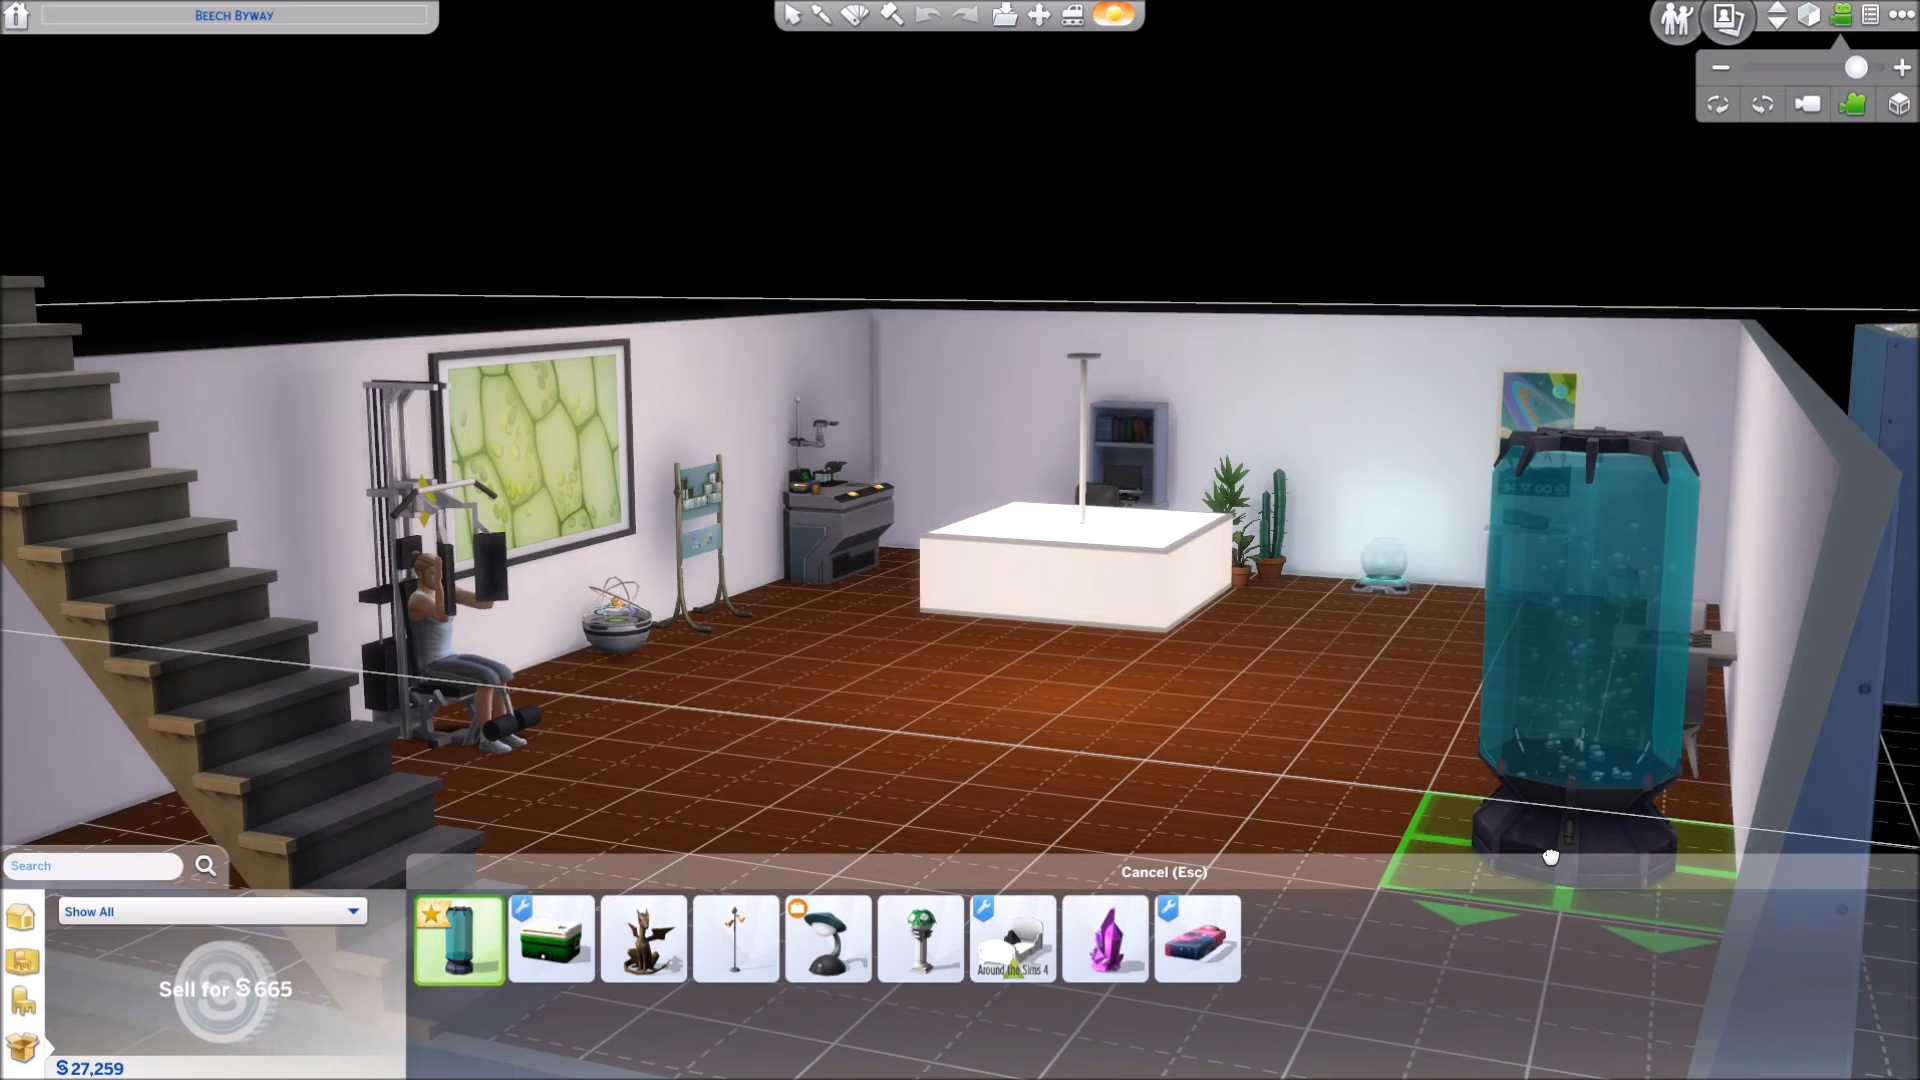 BEECH BYWAY
Search
Cancel (Esc)
Show All
Around the Sims 4
Sell for §665
§27,259